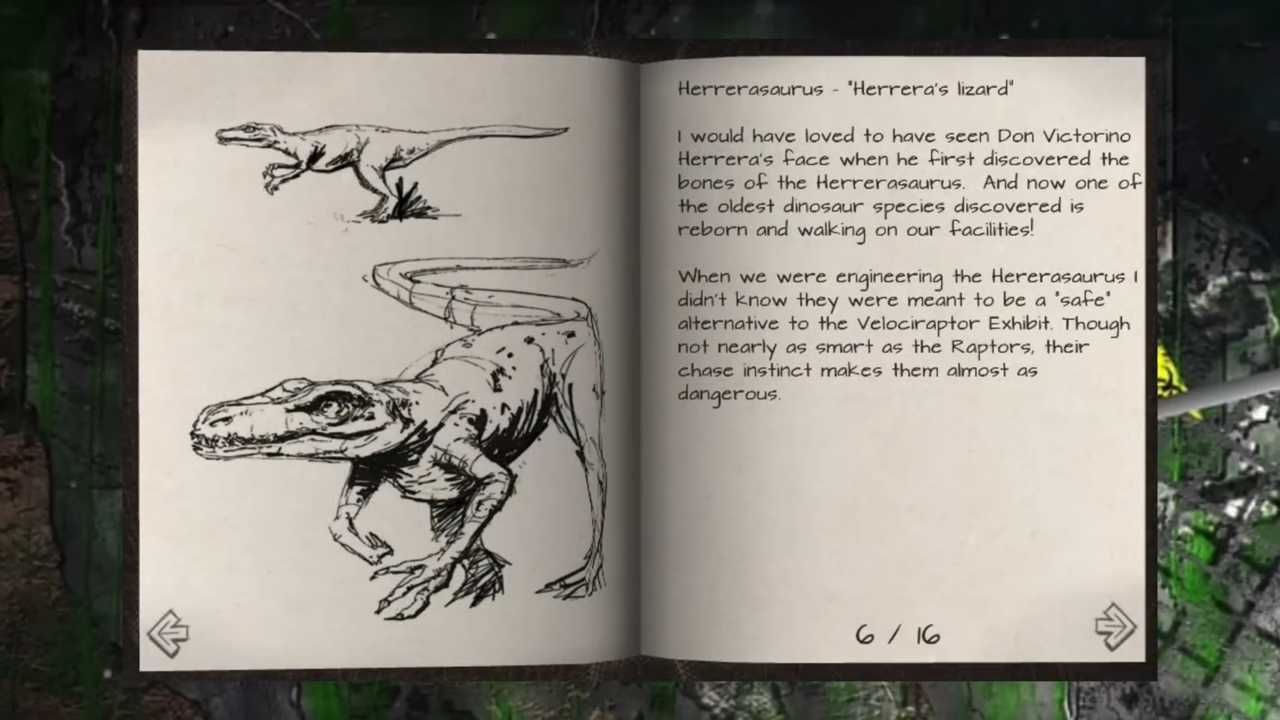 Herrerasaurus - "Herrera's lizard"
I would have loved to have seen Don Victorino
Herrera's face when he first discovered the
bones of the Herrerasaurus. And now one of
the oldest dinosaur species discovered is
reborn and walking on our facilities!
When we were engineering the Hererasaurus I
didn't know they were meant to be a "safe"
alternative to the Velociraptor Exhibit. Though
not nearly as smart as the Raptors, their
chase instinct makes them almost as
dangerous.
6 / 16